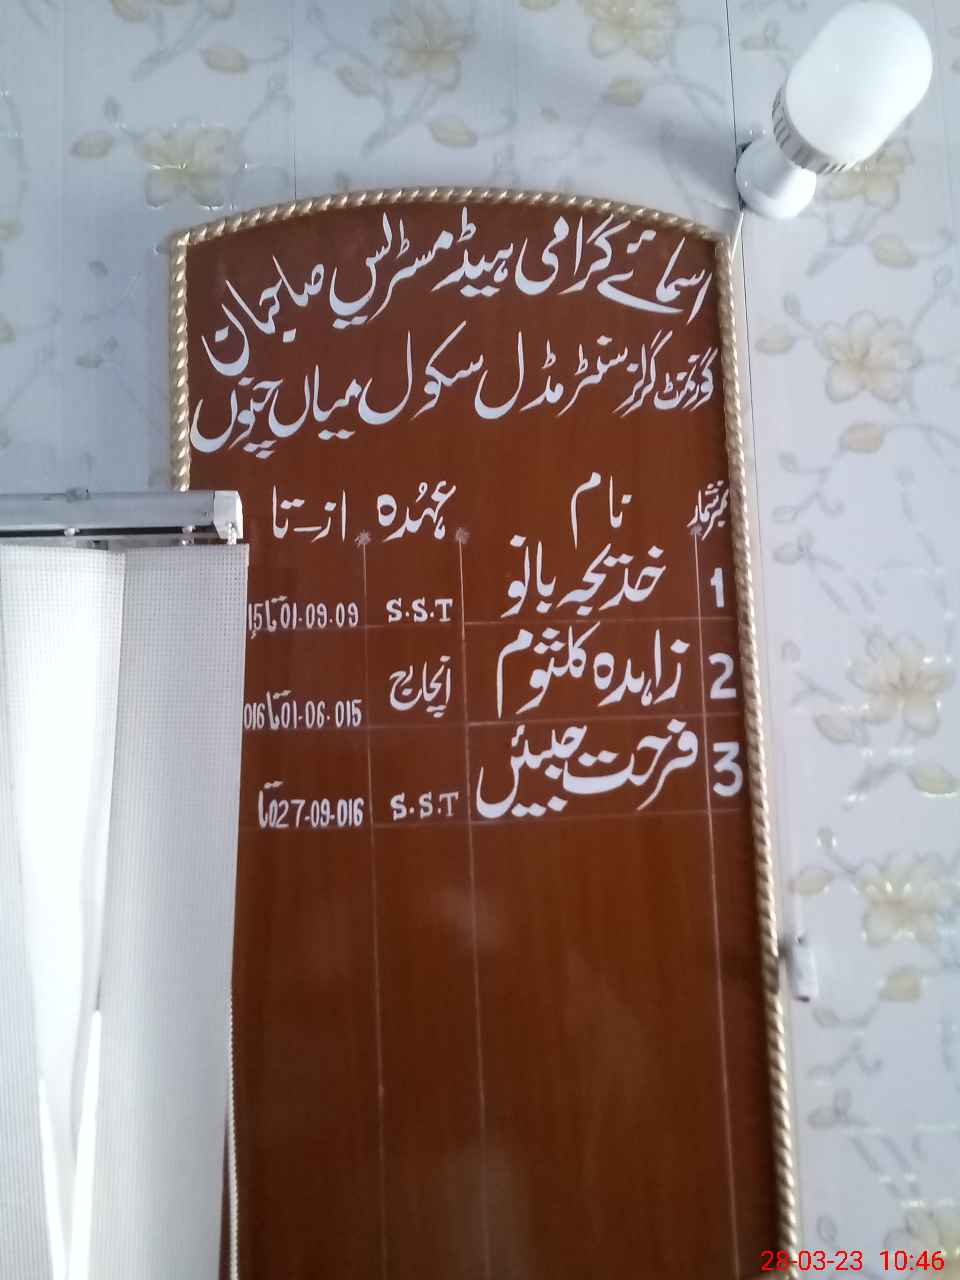 اسمائے گرامی ہیڈ مسٹریس صاحبان
گورنمنٹ گرلز سنٹر مڈل سکول میاں چنوں
نمبر شمار نام عہدہ از تا
1 خدیجہ بانو S.S.T 01-09-09 تا 15
2 زاہدہ کلثوم انچارج 01-06-015 تا 016
3 فرحت جبیں S.S.T 27-09-016 تا
28-03-23 10:46